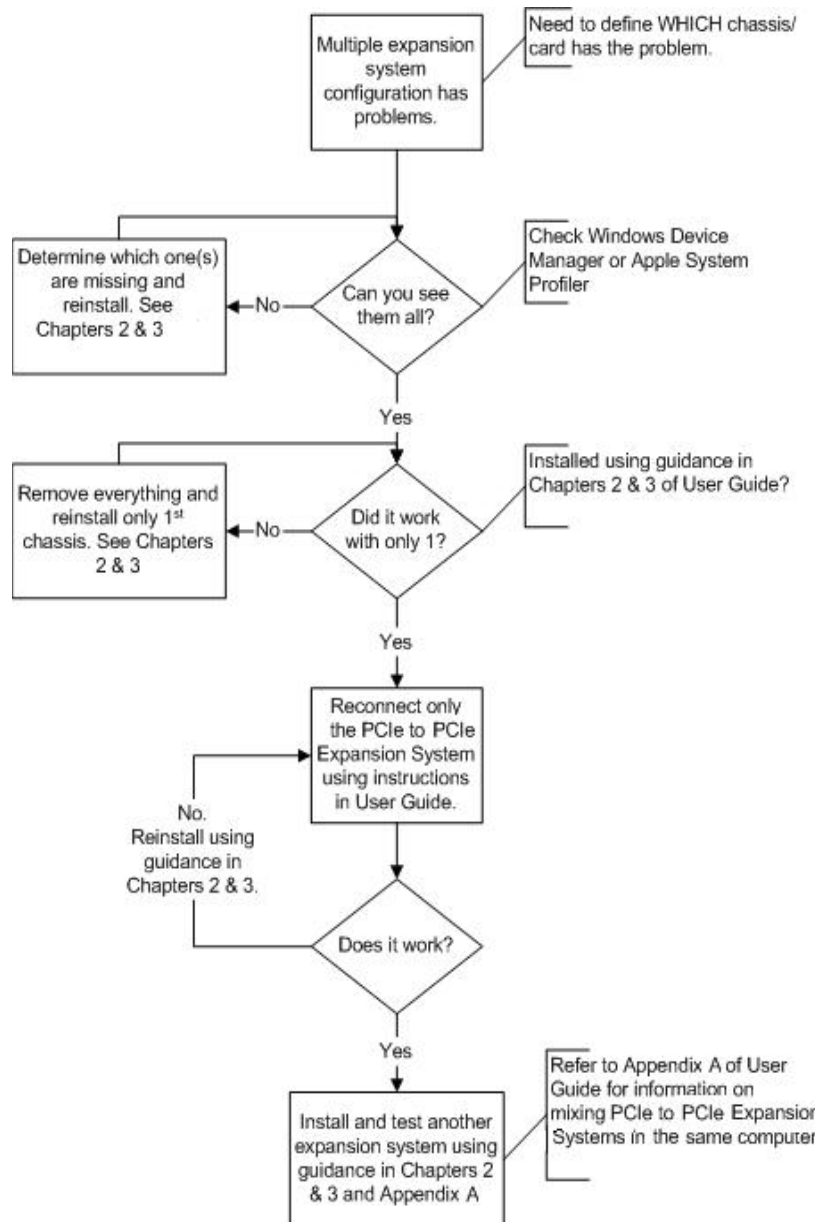 Multiple expansion
system
configuration has
problems.
Need to define WHICH chassis/
card has the problem.
Determine which one(s)
are missing and
reinstall. See
Chapters 2 & 3
No
Can you see
them all?
Check Windows Device
Manager or Apple System
Profiler
Yes
Remove everything and
reinstall only 1st
chassis. See Chapters
2 & 3
No
Did it work
with only 1?
Installed using guidance in
Chapters 2 & 3 of User Guide?
Yes
Reconnect only
the PCIe to PCIe
Expansion System
using instructions
in User Guide.
No.
Reinstall using
guidance in
Chapters 2 & 3.
Does it work?
Yes
Install and test another
expansion system using
guidance in Chapters 2
& 3 and Appendix A
Refer to Appendix A of User
Guide for information on
mixing PCIe to PCIe Expansion
Systems in the same computer